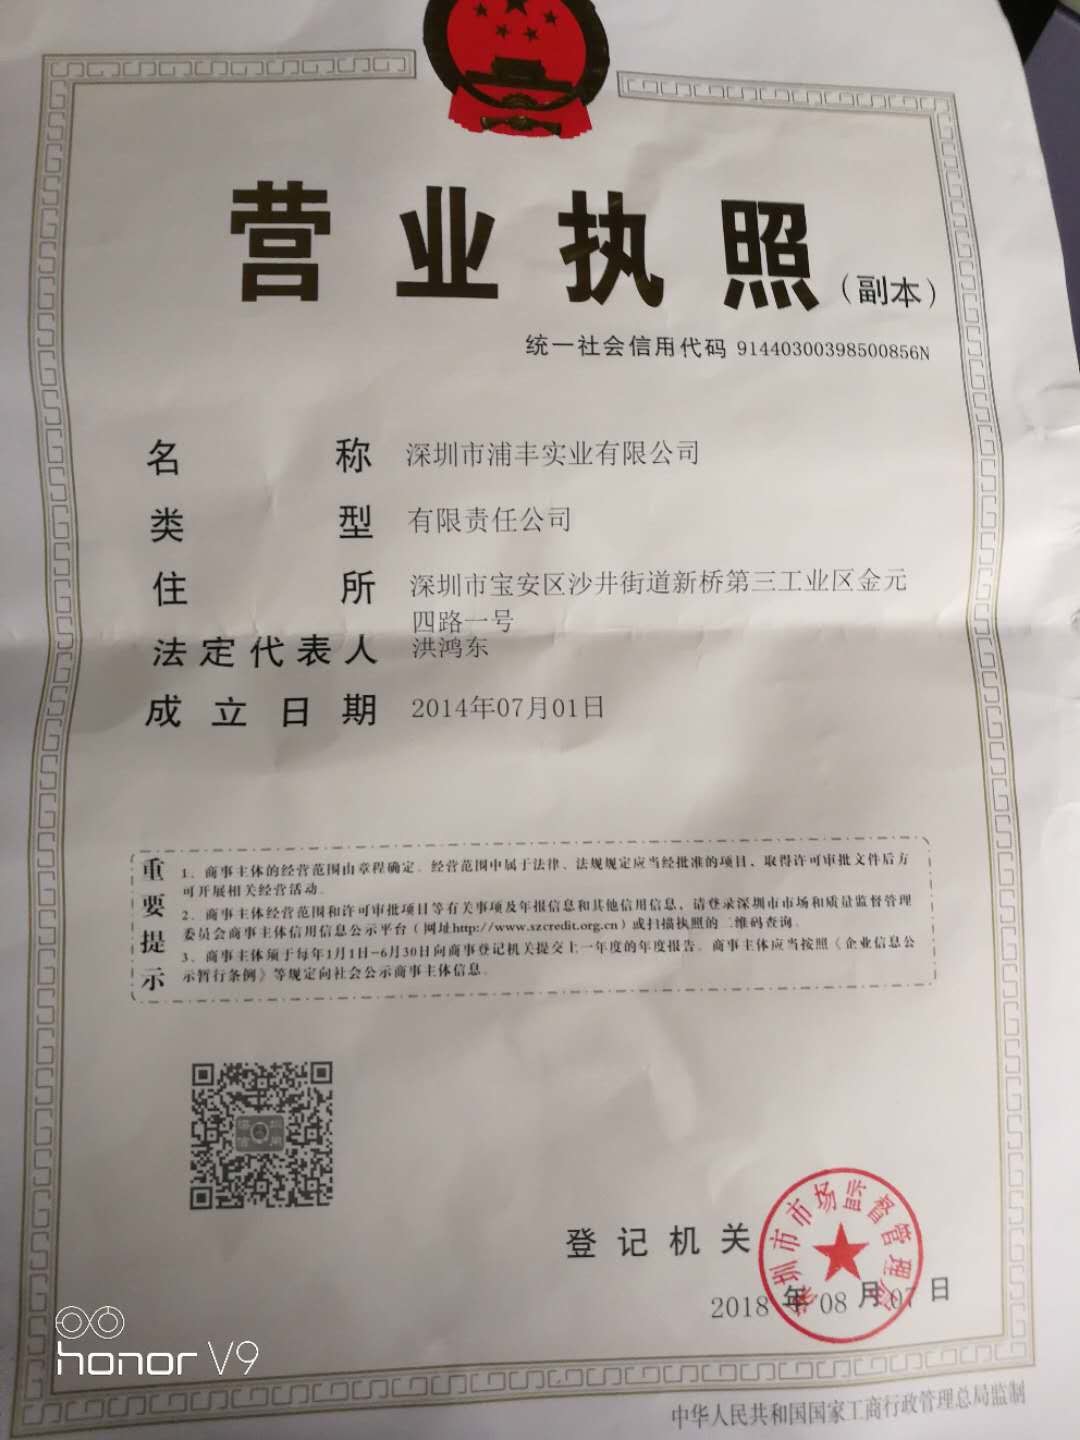 营业执照（副本）
统一社会信用代码 91440300398500856N
名称 深圳市浦丰实业有限公司
类型 有限责任公司
住所 深圳市宝安区沙井街道新桥第三工业区金元
四路一号
法定代表人 洪鸿东
成立日期 2014年07月01日
重要提示
1、商事主体的经营范围由章程确定。经营范围中属于法律、法规规定应当经批准的项目，取得许可审批文件后方
可开展相关经营活动。
2、商事主体经营范围和许可审批项目等有关事项及年报信息和其他信用信息，请登录深圳市市场和质量监督管理
委员会商事主体信用信息公示平台（网址http://www.szcredit.org.cn）或扫描执照的二维码查询。
3、商事主体须于每年1月1日-6月30日向商事登记机关提交上一年度的年度报告。商事主体应当按照《企业信息公
示暂行条例》等规定向社会公示商事主体信息。
登记机关
深圳市市场监督管理局
2018年08月07日
honor V9
中华人民共和国国家工商行政管理总局监制